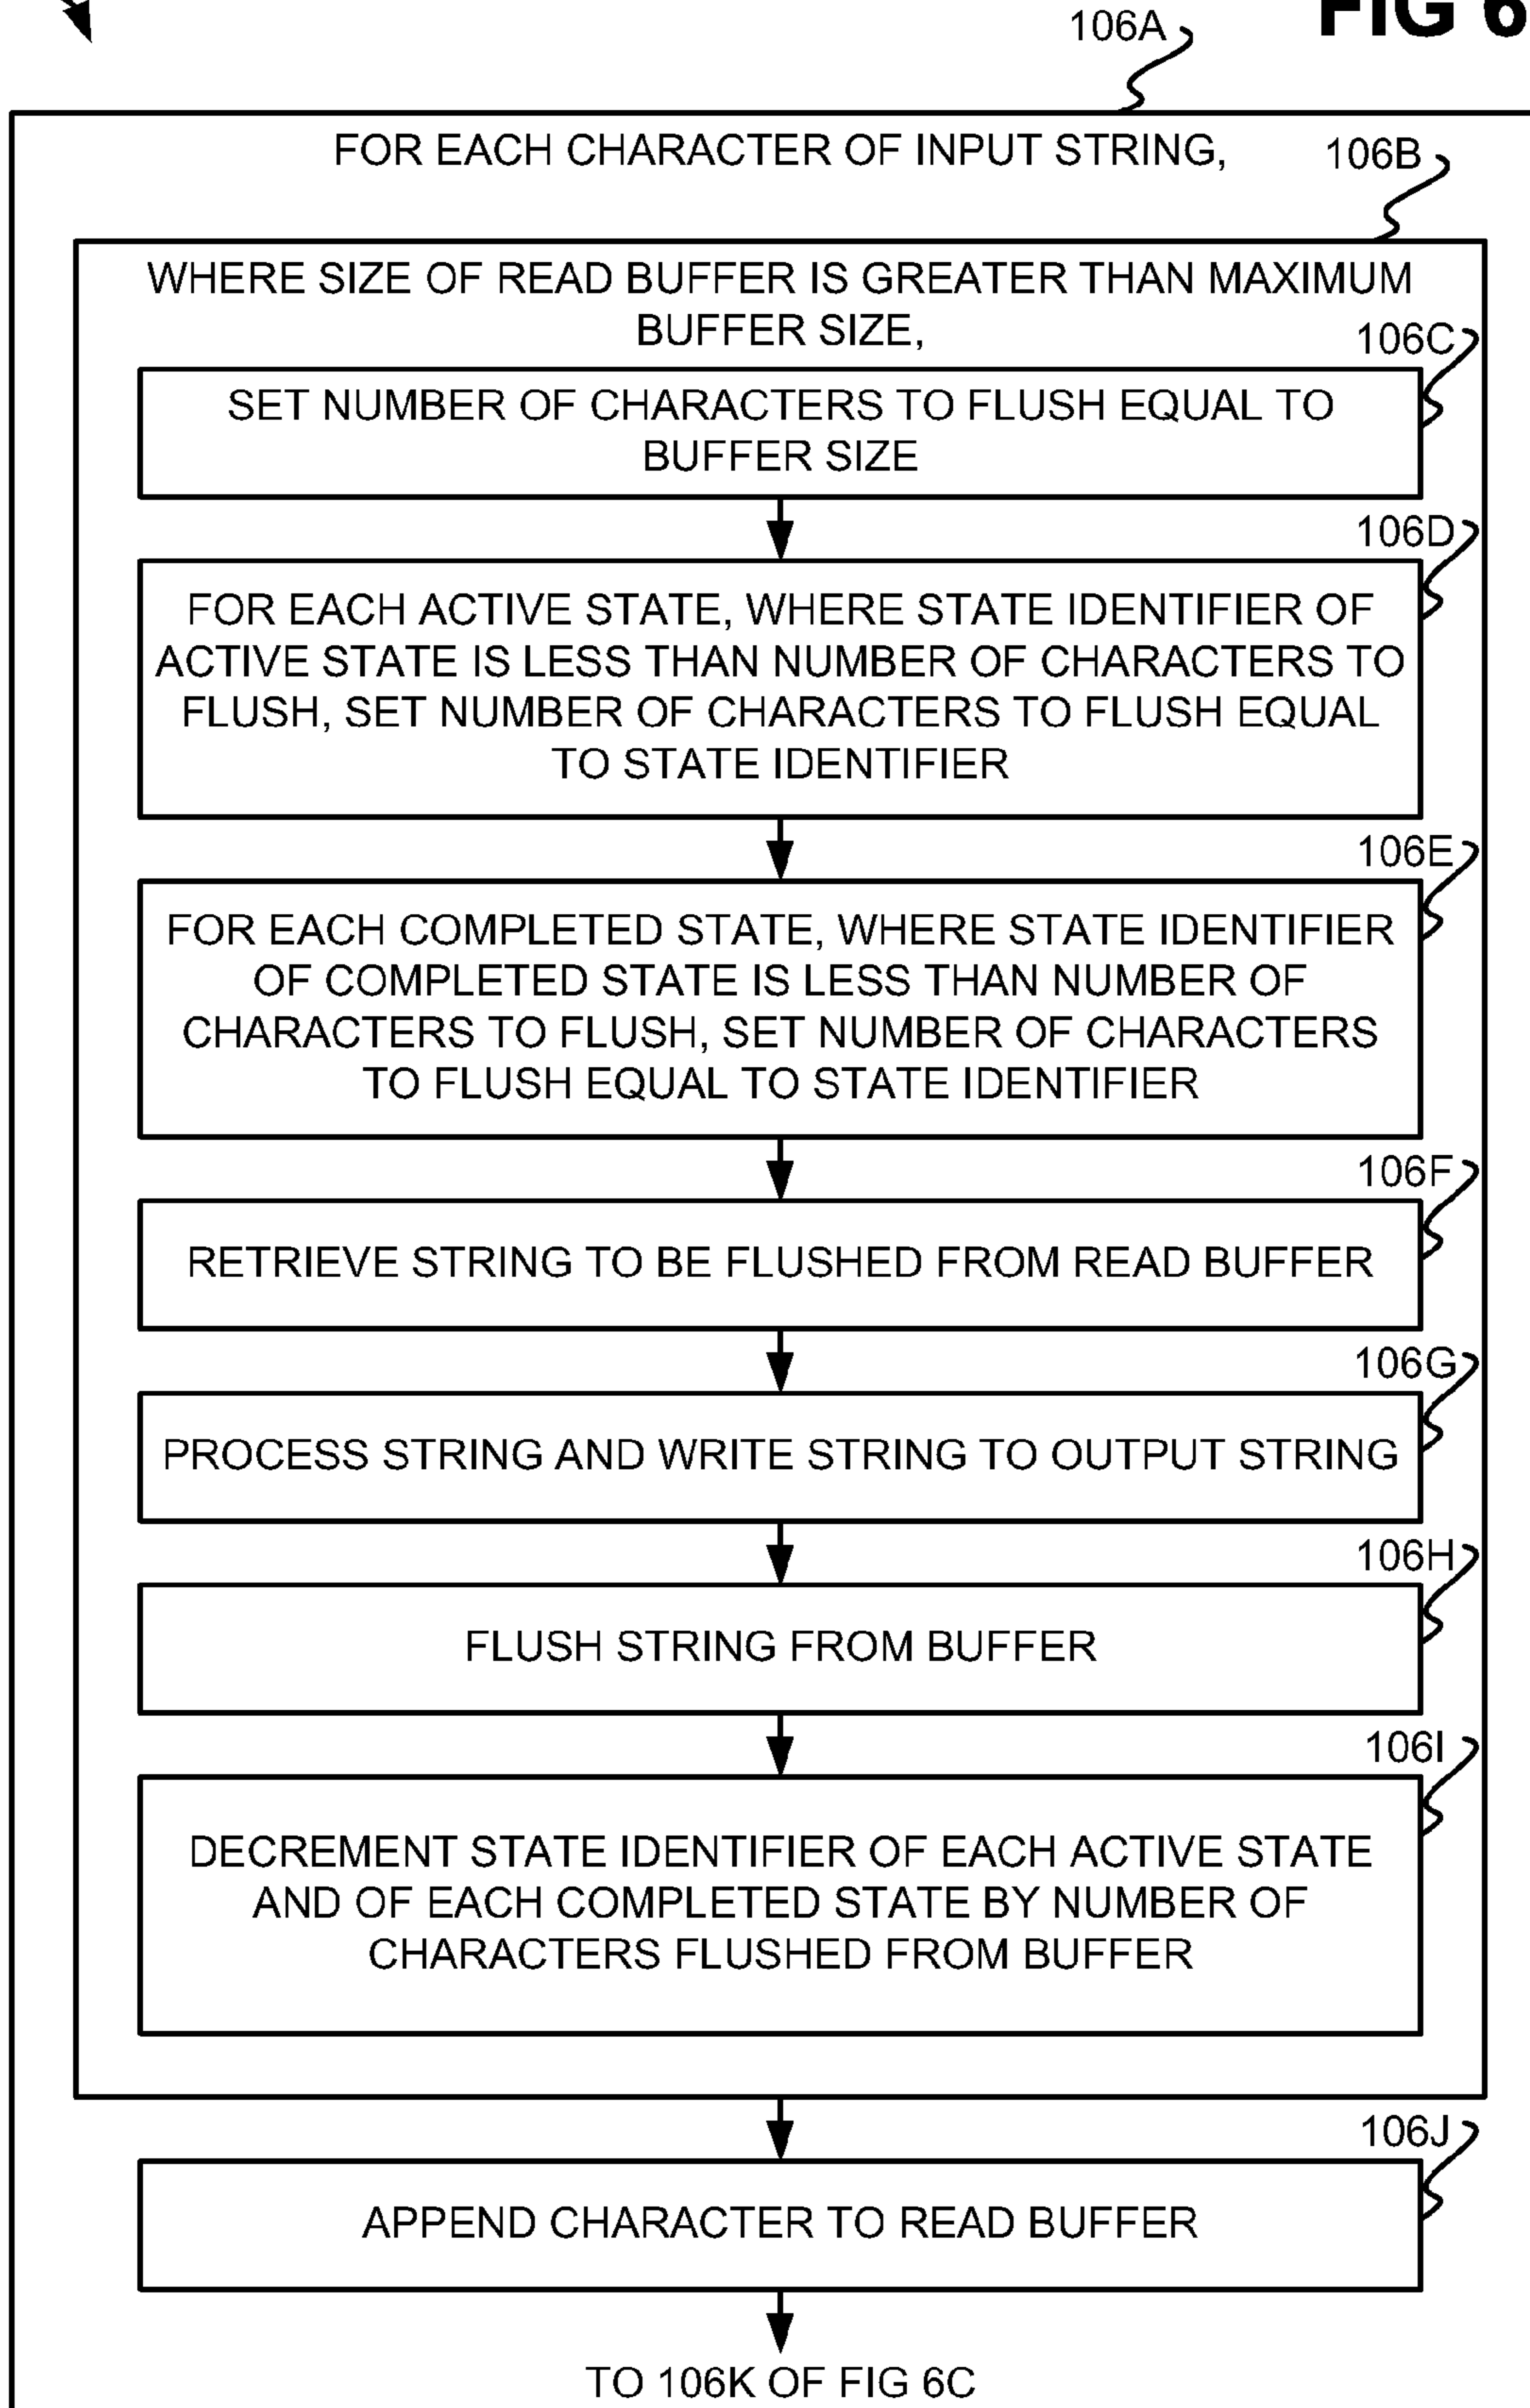 FIG 6
106A
FOR EACH CHARACTER OF INPUT STRING,
106B
WHERE SIZE OF READ BUFFER IS GREATER THAN MAXIMUM
BUFFER SIZE,
106C
SET NUMBER OF CHARACTERS TO FLUSH EQUAL TO
BUFFER SIZE
106D
FOR EACH ACTIVE STATE, WHERE STATE IDENTIFIER OF
ACTIVE STATE IS LESS THAN NUMBER OF CHARACTERS TO
FLUSH, SET NUMBER OF CHARACTERS TO FLUSH EQUAL
TO STATE IDENTIFIER
106E
FOR EACH COMPLETED STATE, WHERE STATE IDENTIFIER
OF COMPLETED STATE IS LESS THAN NUMBER OF
CHARACTERS TO FLUSH, SET NUMBER OF CHARACTERS
TO FLUSH EQUAL TO STATE IDENTIFIER
106F
RETRIEVE STRING TO BE FLUSHED FROM READ BUFFER
106G
PROCESS STRING AND WRITE STRING TO OUTPUT STRING
106H
FLUSH STRING FROM BUFFER
106I
DECREMENT STATE IDENTIFIER OF EACH ACTIVE STATE
AND OF EACH COMPLETED STATE BY NUMBER OF
CHARACTERS FLUSHED FROM BUFFER
106J
APPEND CHARACTER TO READ BUFFER
TO 106K OF FIG 6C